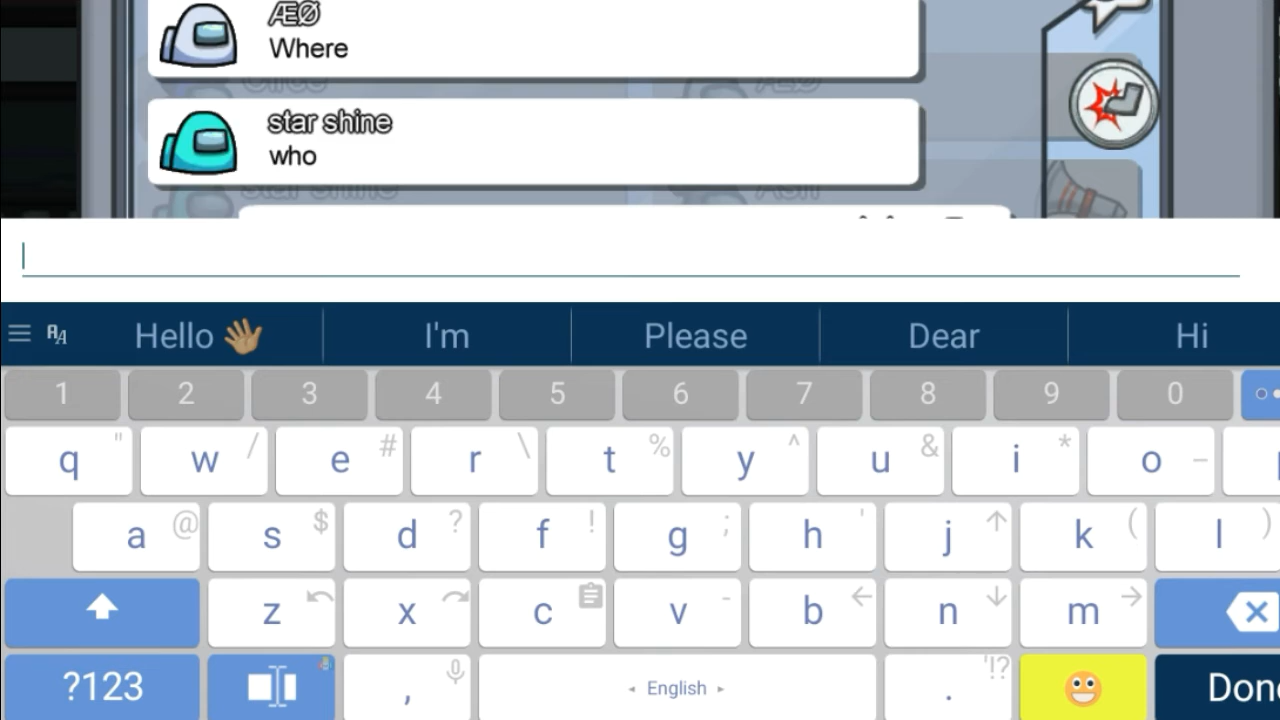 ÆØ
Where
star shine
who
Hello 👋🏽 I'm Please Dear Hi
1 2 3 4 5 6 7 8 9 0
q " w / e # r \ t % y ^ u & i * o _
a @ s $ d ? f ! g ; h ' j ↑ k ( l )
z x c v - b ← n ↓ m →
?123 , English . '!?